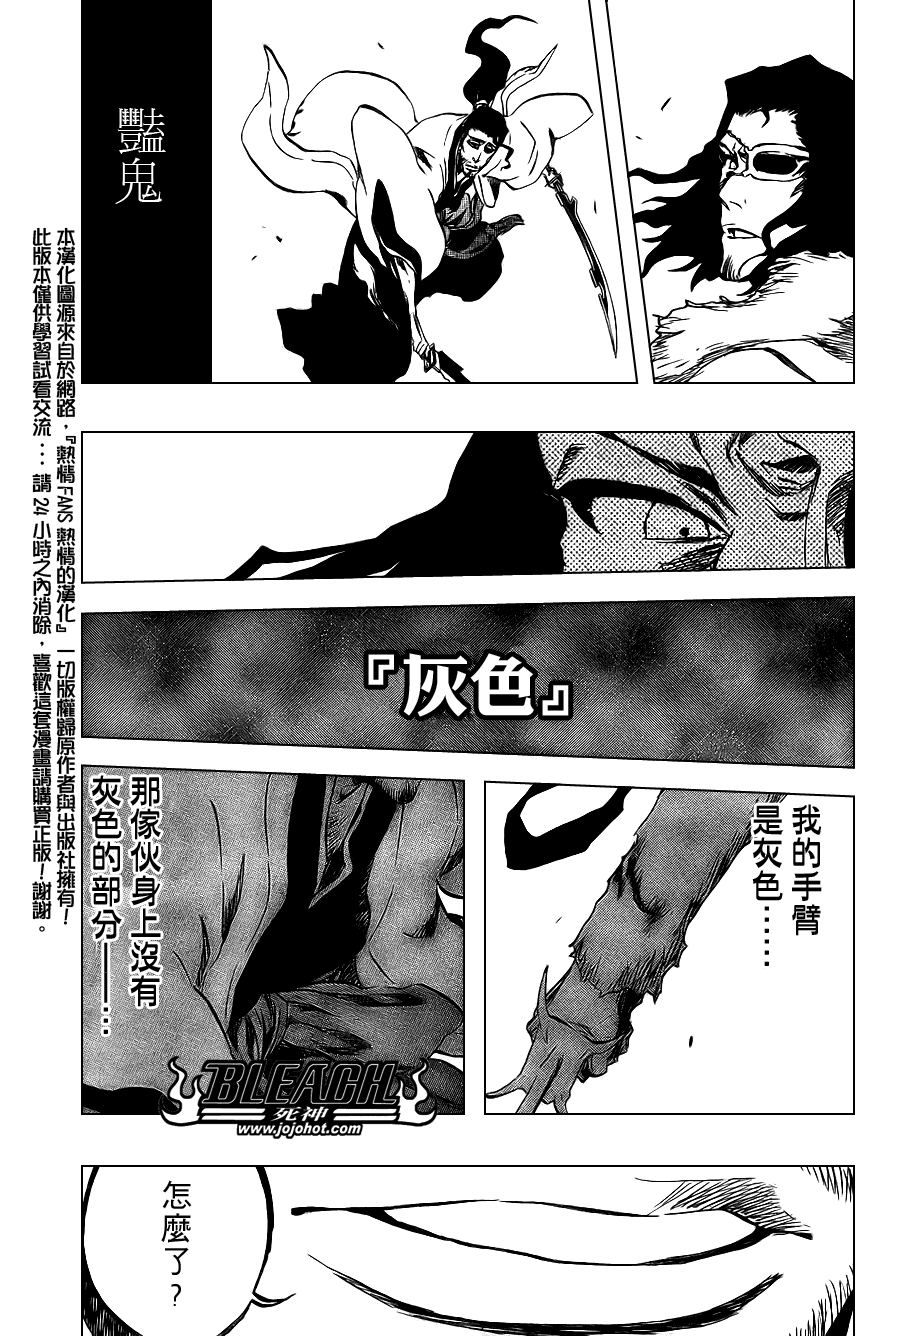 豔鬼
本漢化圖源來自於網路，『熱情FANS 熱情的漢化』一切版權歸原作者與出版社擁有！
此版本僅供學習試看交流… 請 24 小時之內消除，喜歡這套漫畫請購買正版！謝謝。
『灰色』
我的手臂
是灰色……
那傢伙身上沒有
灰色的部分——…
BLEACH
死神
www.jojohot.com
怎麼了？